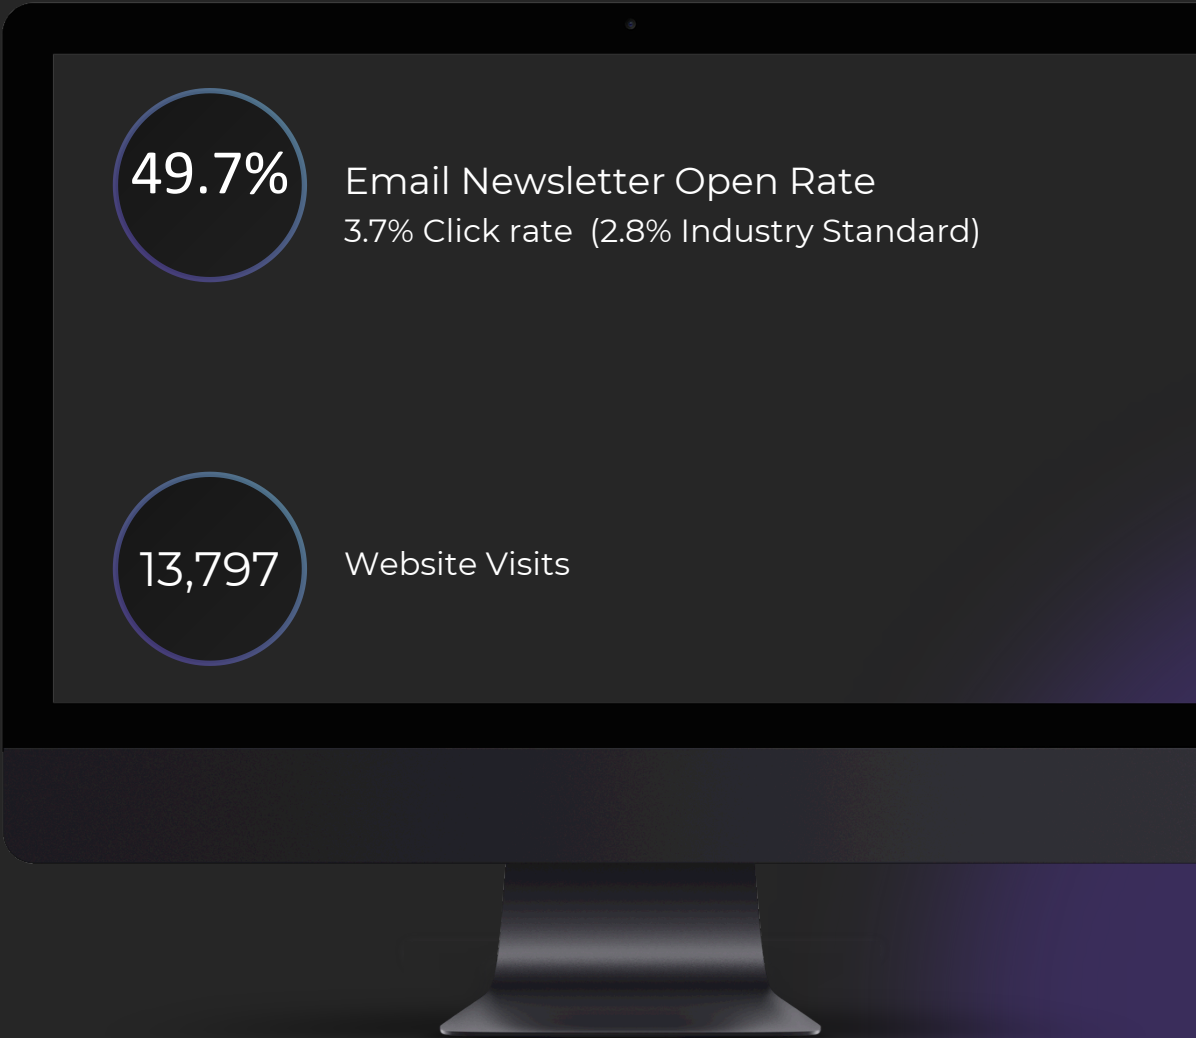 49.7%
Email Newsletter Open Rate
3.7% Click rate (2.8% Industry Standard)
13,797
Website Visits